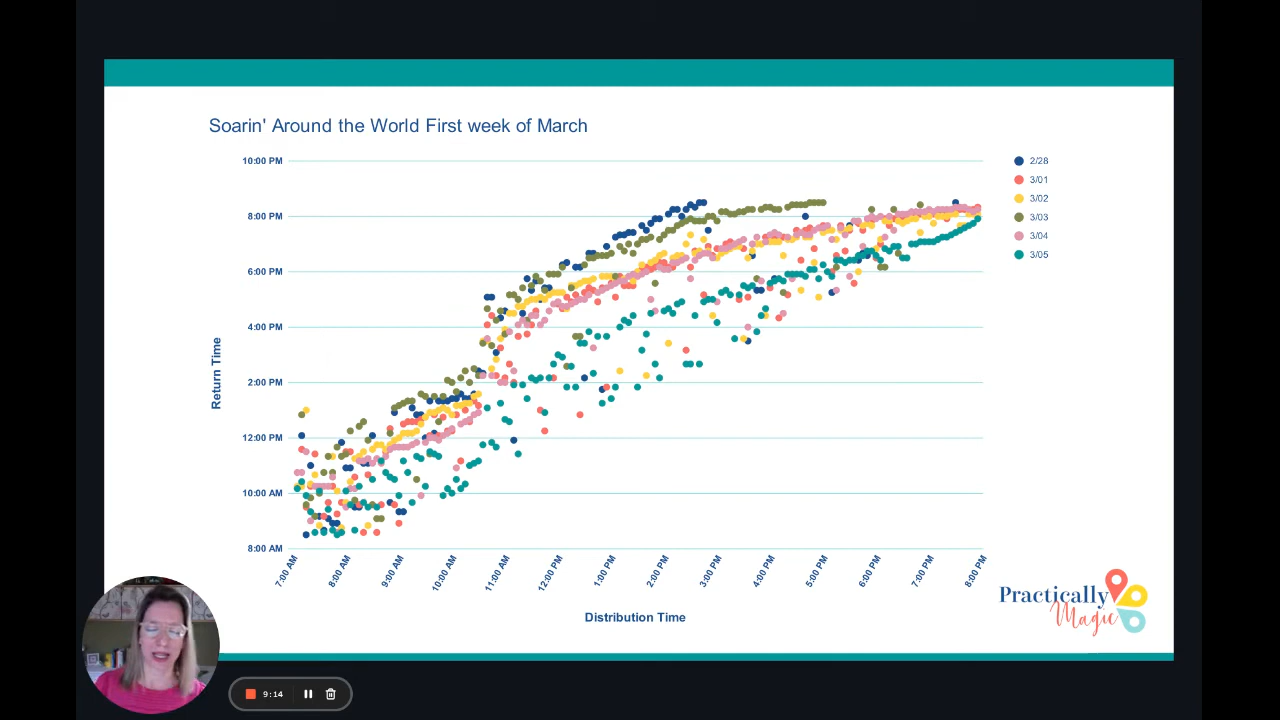 Soarin' Around the World First week of March
10:00 PM
8:00 PM
6:00 PM
4:00 PM
2:00 PM
12:00 PM
10:00 AM
8:00 AM
Return Time
7:00 AM
8:00 AM
9:00 AM
10:00 AM
11:00 AM
12:00 PM
1:00 PM
2:00 PM
3:00 PM
4:00 PM
5:00 PM
6:00 PM
7:00 PM
8:00 PM
Distribution Time
2/28
3/01
3/02
3/03
3/04
3/05
Practically
Magic
9:14